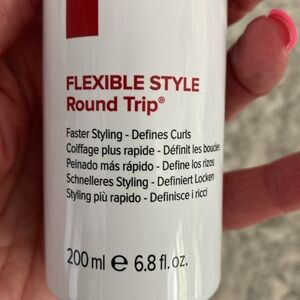 FLEXIBLE STYLE
Round Trip®
Faster Styling - Defines Curls
Coiffage plus rapide - Définit les boucles
Peinado más rápido - Define los rizos
Schnelleres Styling - Definiert Locken
Styling più rapido - Definisce i ricci
200 ml ℮ 6.8 fl. oz.